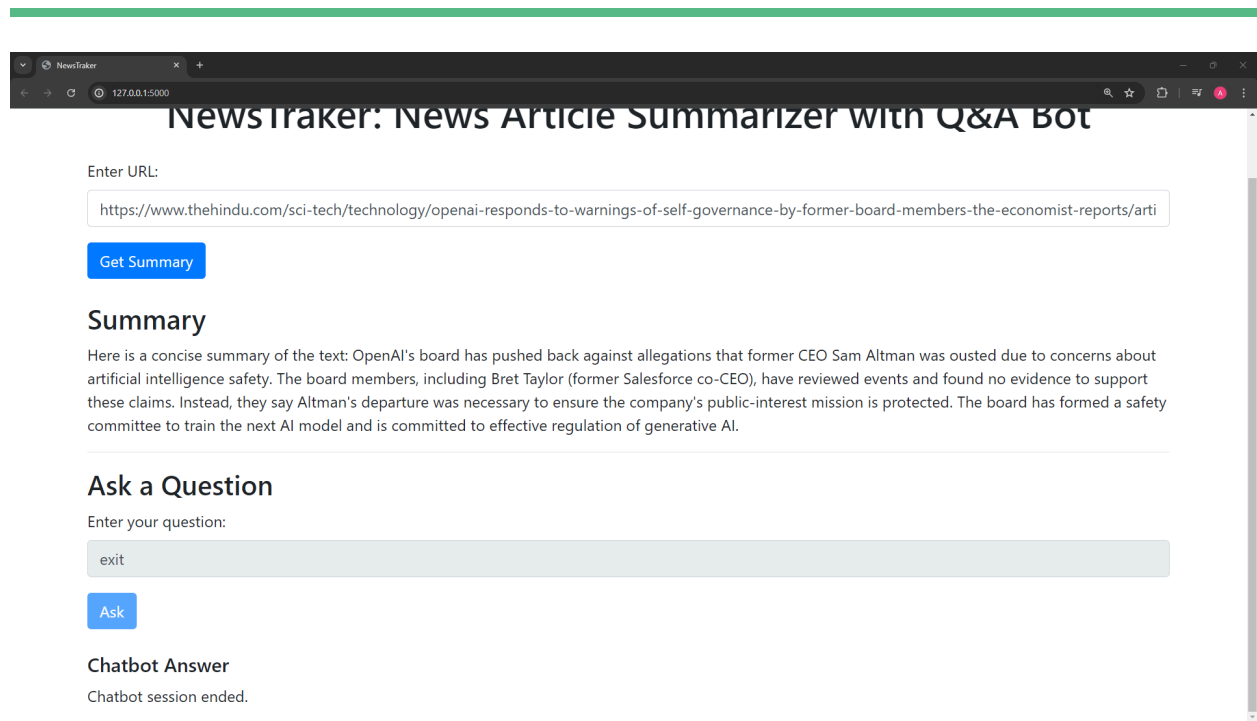 NewsTraker
127.0.0.1:5000
A
NewsTraker: News Article Summarizer with Q&A Bot
Enter URL:
https://www.thehindu.com/sci-tech/technology/openai-responds-to-warnings-of-self-governance-by-former-board-members-the-economist-reports/arti
Get Summary
Summary
Here is a concise summary of the text: OpenAI's board has pushed back against allegations that former CEO Sam Altman was ousted due to concerns about
artificial intelligence safety. The board members, including Bret Taylor (former Salesforce co-CEO), have reviewed events and found no evidence to support
these claims. Instead, they say Altman's departure was necessary to ensure the company's public-interest mission is protected. The board has formed a safety
committee to train the next AI model and is committed to effective regulation of generative AI.
Ask a Question
Enter your question:
exit
Ask
Chatbot Answer
Chatbot session ended.